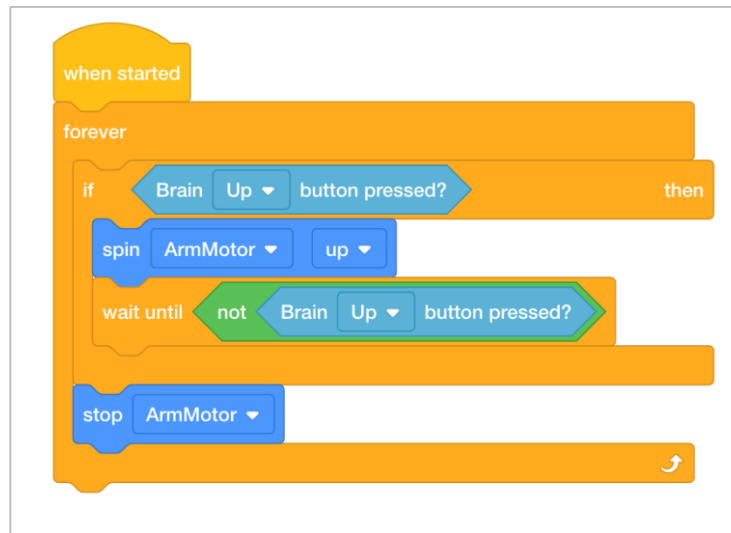 when started
forever
if Brain Up button pressed? then
spin ArmMotor up
wait until not Brain Up button pressed?
stop ArmMotor